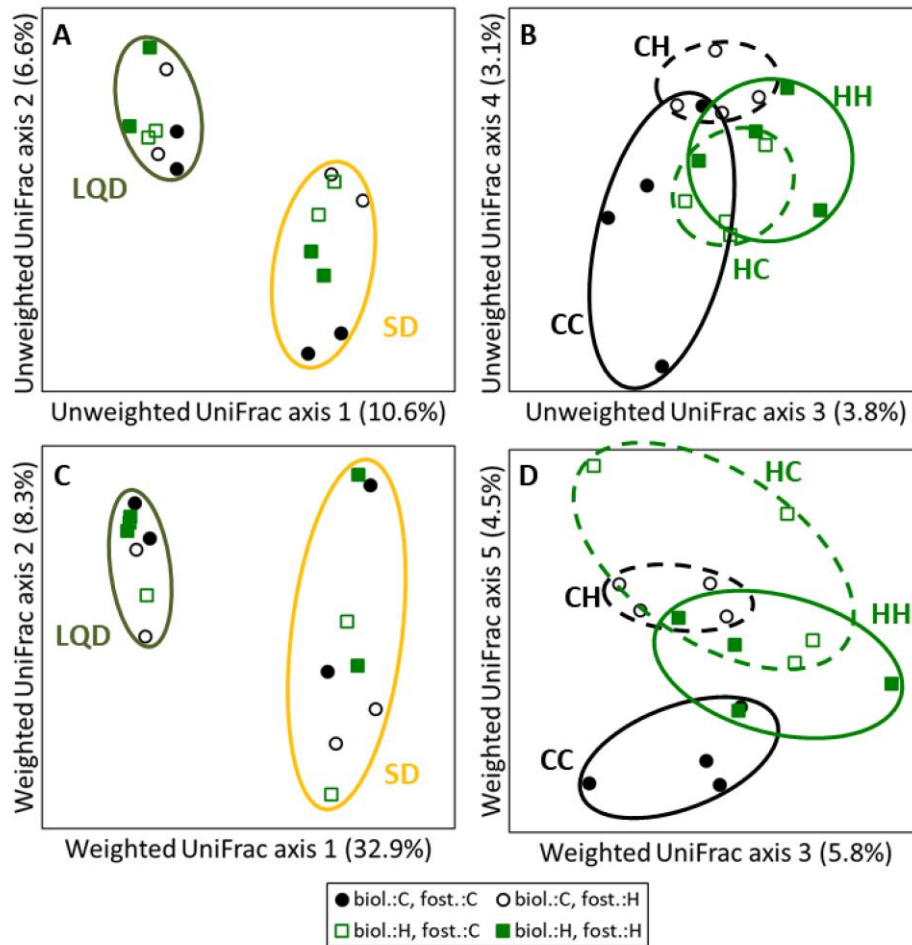 A
Unweighted UniFrac axis 2 (6.6%)
LQD
SD
Unweighted UniFrac axis 1 (10.6%)
B
Unweighted UniFrac axis 4 (3.1%)
CH
HH
HC
CC
Unweighted UniFrac axis 3 (3.8%)
C
Weighted UniFrac axis 2 (8.3%)
LQD
SD
Weighted UniFrac axis 1 (32.9%)
D
Weighted UniFrac axis 5 (4.5%)
HC
CH
HH
CC
Weighted UniFrac axis 3 (5.8%)
biol.:C, fost.:C
biol.:C, fost.:H
biol.:H, fost.:C
biol.:H, fost.:H